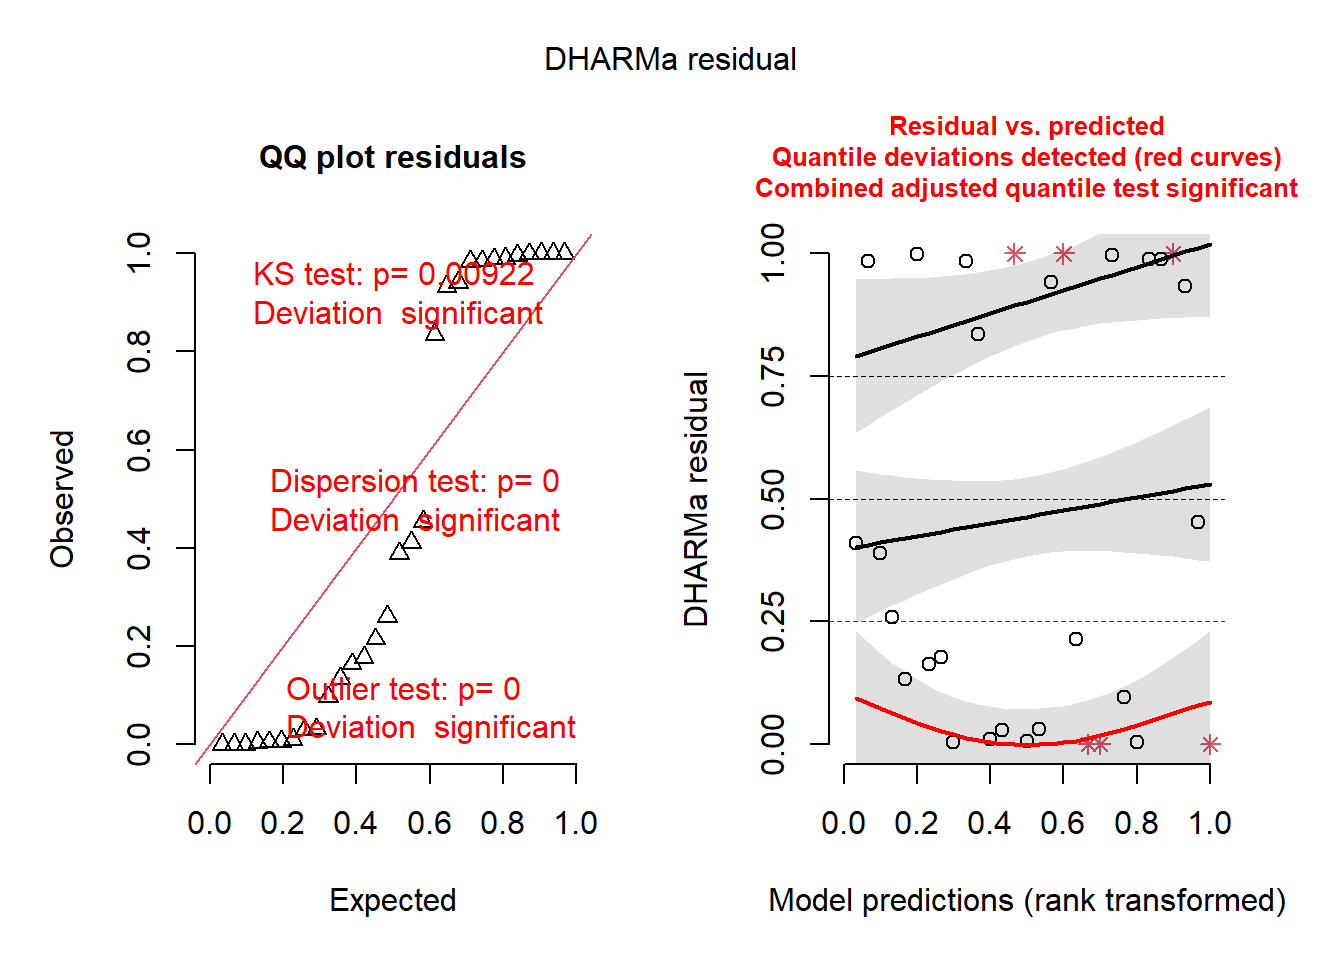 DHARMa residual
QQ plot residuals
KS test: p= 0.00922
Deviation  significant
Dispersion test: p= 0
Deviation  significant
Outlier test: p= 0
Deviation  significant
Observed
0.0 0.2 0.4 0.6 0.8 1.0
0.0 0.2 0.4 0.6 0.8 1.0
Expected
Residual vs. predicted
Quantile deviations detected (red curves)
Combined adjusted quantile test significant
DHARMa residual
0.00 0.25 0.50 0.75 1.00
0.0 0.2 0.4 0.6 0.8 1.0
Model predictions (rank transformed)